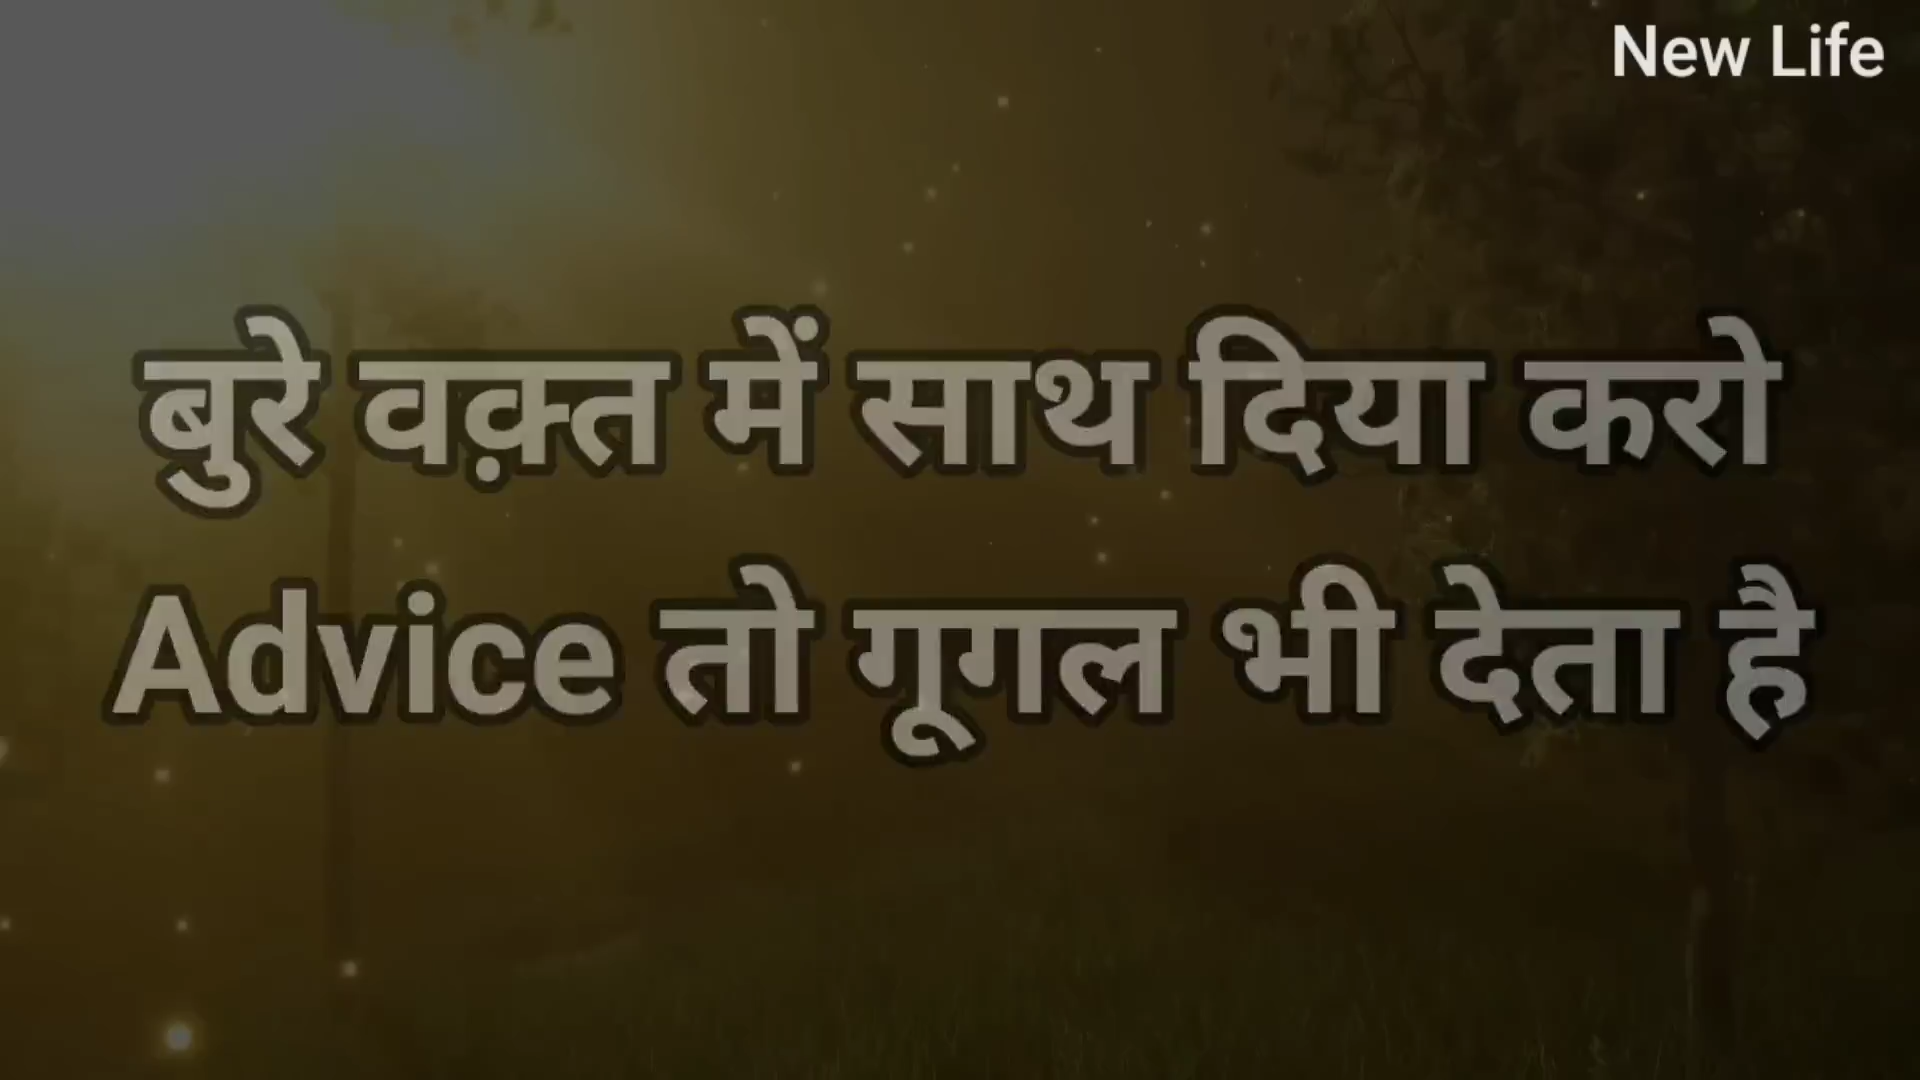 New Life
बुरे वक़्त में साथ दिया करो
Advice तो गूगल भी देता है